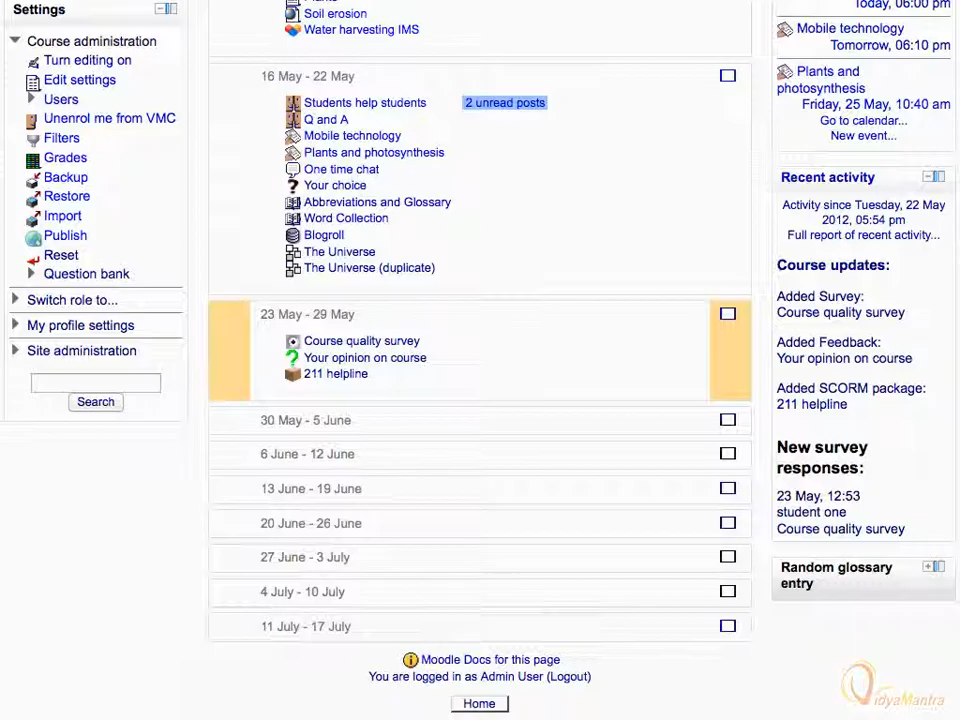 Settings
Course administration
Turn editing on
Edit settings
Users
Unenrol me from VMC
Filters
Grades
Backup
Restore
Import
Publish
Reset
Question bank
Switch role to...
My profile settings
Site administration
Search
Soil erosion
Water harvesting IMS
16 May - 22 May
Students help students 2 unread posts
Q and A
Mobile technology
Plants and photosynthesis
One time chat
Your choice
Abbreviations and Glossary
Word Collection
Blogroll
The Universe
The Universe (duplicate)
23 May - 29 May
Course quality survey
Your opinion on course
211 helpline
30 May - 5 June
6 June - 12 June
13 June - 19 June
20 June - 26 June
27 June - 3 July
4 July - 10 July
11 July - 17 July
Moodle Docs for this page
You are logged in as Admin User (Logout)
Home
Today, 06:00 pm
Mobile technology
Tomorrow, 06:10 pm
Plants and
photosynthesis
Friday, 25 May, 10:40 am
Go to calendar...
New event...
Recent activity
Activity since Tuesday, 22 May
2012, 05:54 pm
Full report of recent activity...
Course updates:
Added Survey:
Course quality survey
Added Feedback:
Your opinion on course
Added SCORM package:
211 helpline
New survey
responses:
23 May, 12:53
student one
Course quality survey
Random glossary
entry
VidyaMantra